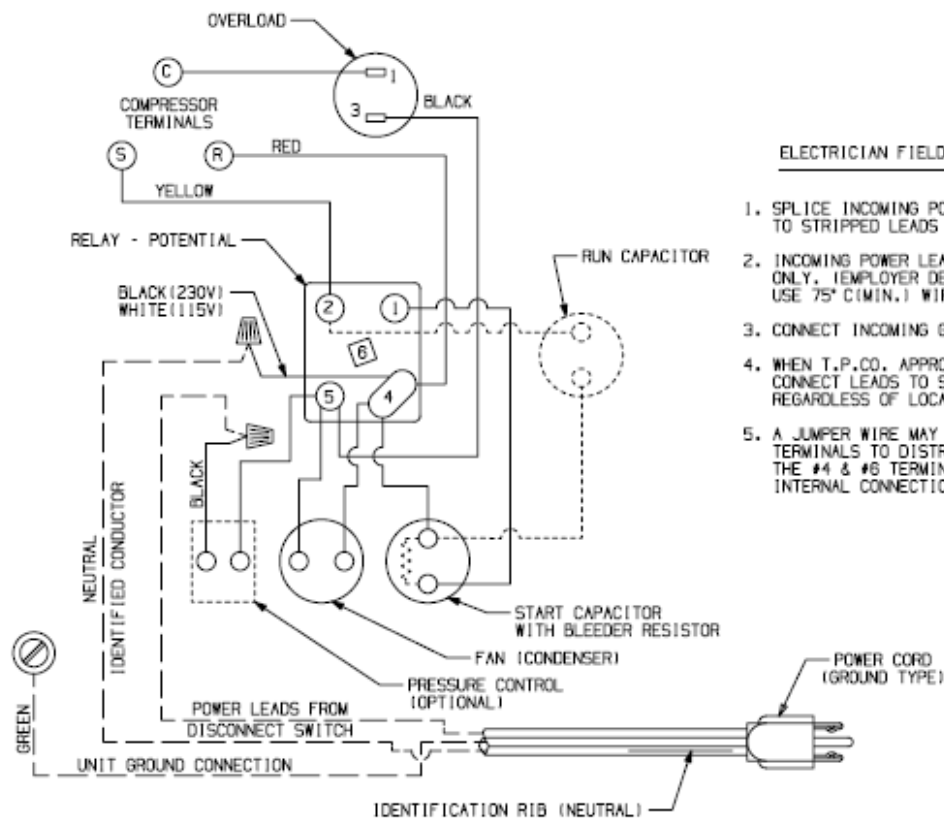 OVERLOAD
C
1
3
BLACK
COMPRESSOR
TERMINALS
S
R
RED
YELLOW
RELAY - POTENTIAL
RUN CAPACITOR
BLACK(230V)
WHITE(115V)
2
1
6
5
4
BLACK
NEUTRAL
IDENTIFIED CONDUCTOR
START CAPACITOR
WITH BLEEDER RESISTOR
FAN (CONDENSER)
PRESSURE CONTROL
(OPTIONAL)
POWER LEADS FROM
DISCONNECT SWITCH
GREEN
UNIT GROUND CONNECTION
POWER CORD
(GROUND TYPE)
IDENTIFICATION RIB (NEUTRAL)
ELECTRICIAN FIELD
1. SPLICE INCOMING PO
TO STRIPPED LEADS
2. INCOMING POWER LEA
ONLY. (EMPLOYER DE
USE 75° C(MIN.) WI
3. CONNECT INCOMING G
4. WHEN T.P.CO. APPRO
CONNECT LEADS TO S
REGARDLESS OF LOCA
5. A JUMPER WIRE MAY
TERMINALS TO DISTR
THE #4 & #6 TERMIN
INTERNAL CONNECTIO